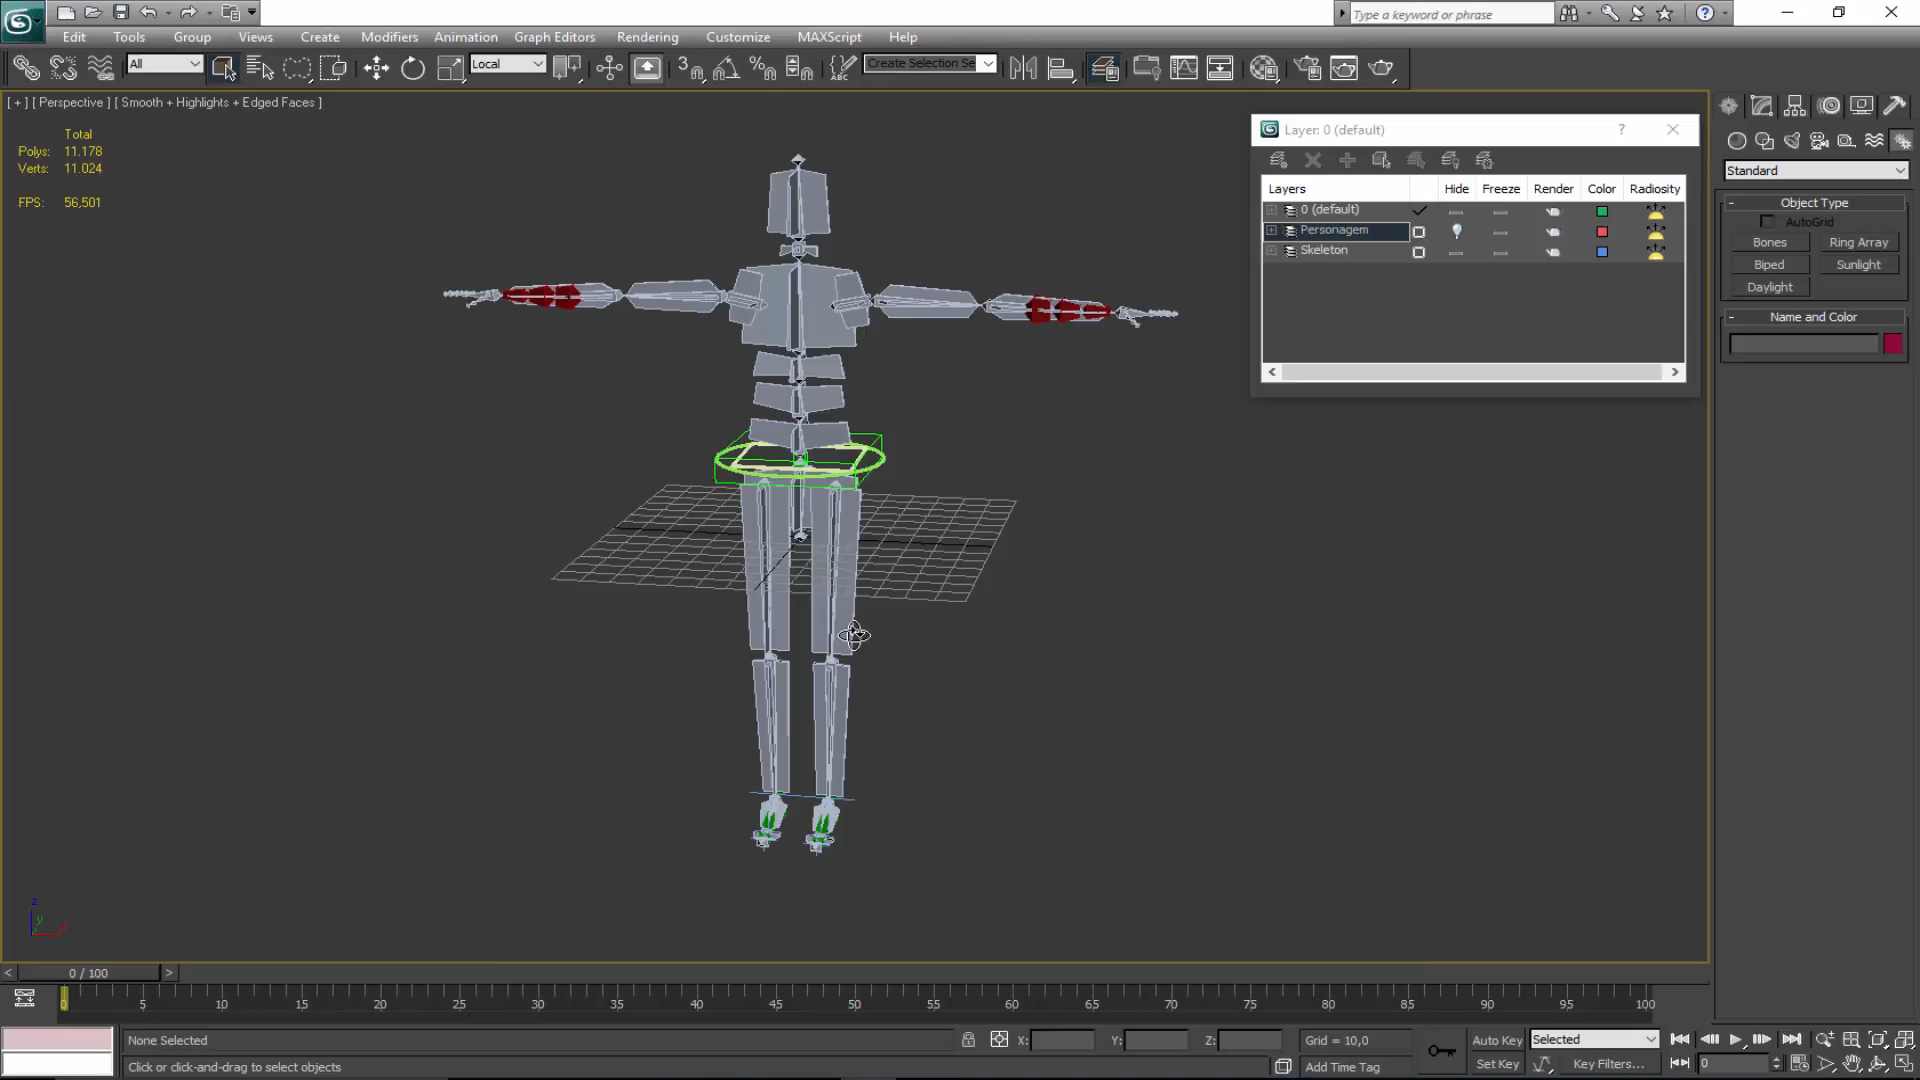 Type a keyword or phrase
Edit Tools Group Views Create Modifiers Animation Graph Editors Rendering Customize MAXScript Help
All Local 3 ABC Create Selection Se
[ + ] [ Perspective ] [ Smooth + Highlights + Edged Faces ]
Total
Polys: 11.178
Verts: 11.024
FPS: 56,501
Layer: 0 (default)
Layers Hide Freeze Render Color Radiosity
0 (default)
Personagem
Skeleton
Standard
Object Type
AutoGrid
Bones Ring Array
Biped Sunlight
Daylight
Name and Color
z
y
x
0 / 100
0 5 10 15 20 25 30 35 40 45 50 55 60 65 70 75 80 85 90 95 100
None Selected X: Y: Z: Grid = 10,0 Auto Key Selected
Click or click-and-drag to select objects Add Time Tag Set Key Key Filters... 0